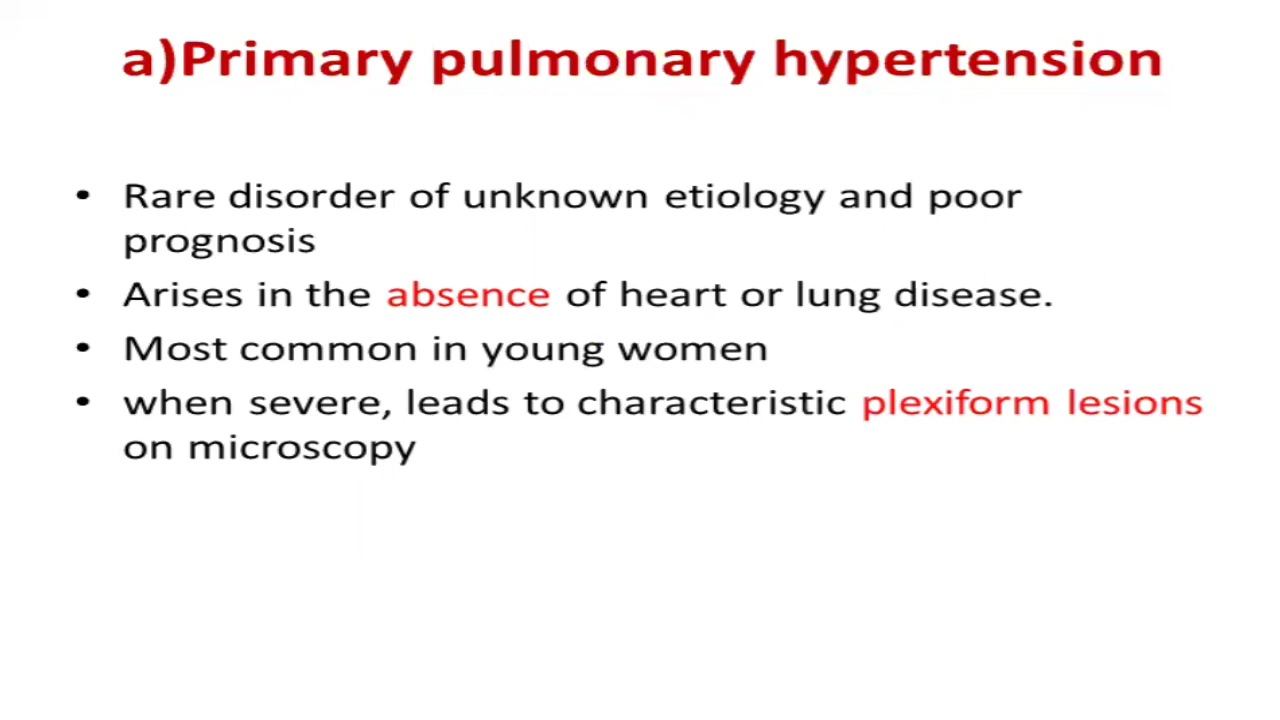 a)Primary pulmonary hypertension
• Rare disorder of unknown etiology and poor
prognosis
• Arises in the absence of heart or lung disease.
• Most common in young women
• when severe, leads to characteristic plexiform lesions
on microscopy